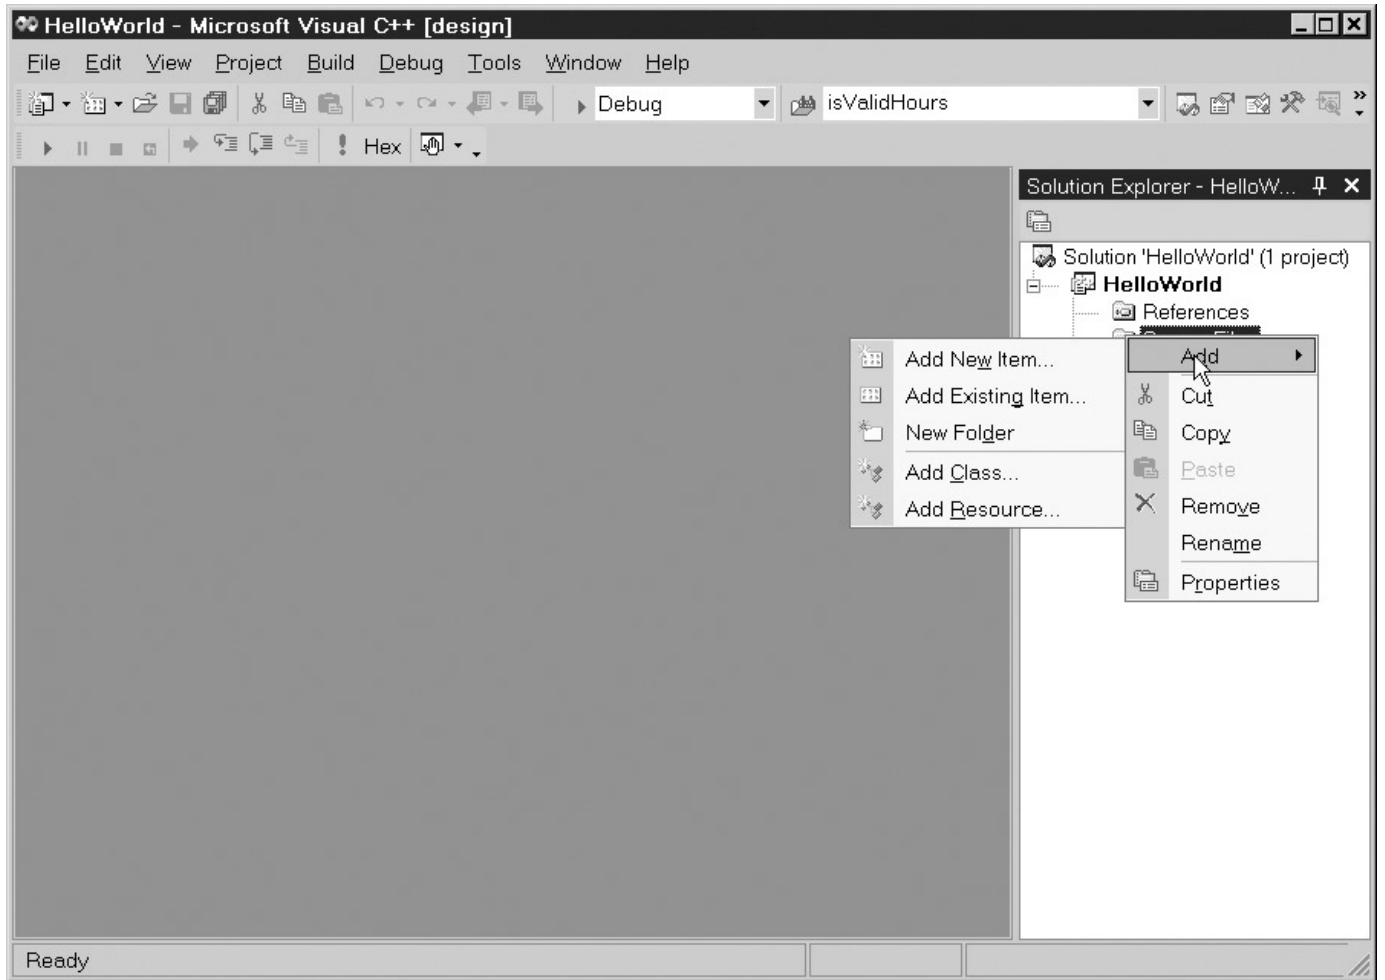 HelloWorld - Microsoft Visual C++ [design]
File Edit View Project Build Debug Tools Window Help
Debug isValidHours
Hex
Solution Explorer - HelloW...
Solution 'HelloWorld' (1 project)
HelloWorld
References
Add New Item...
Add Existing Item...
New Folder
Add Class...
Add Resource...
Add
Cut
Copy
Paste
Remove
Rename
Properties
Ready